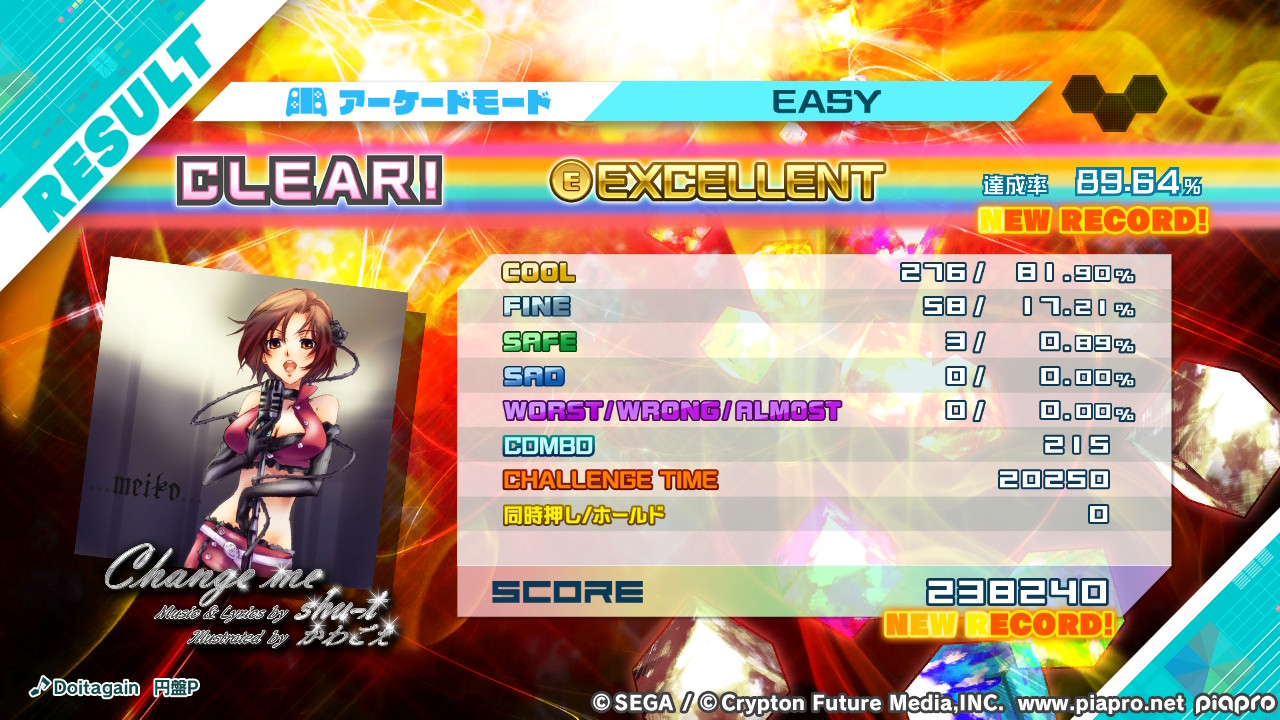 RESULT
アーケードモード EASY
CLEAR! E EXCELLENT 達成率 89.64%
NEW RECORD!
COOL 276/ 81.90%
FINE 58/ 17.21%
SAFE 3/ 0.89%
SAD 0/ 0.00%
WORST/WRONG/ALMOST 0/ 0.00%
COMBO 215
CHALLENGE TIME 20250
同時押し/ホールド 0
SCORE 238240
NEW RECORD!
...meiko...
Change me
Music & Lyrics by shu-t
Illustrated by かわごえ
♪Doitagain 円盤P
© SEGA / © Crypton Future Media,INC. www.piapro.net piapro